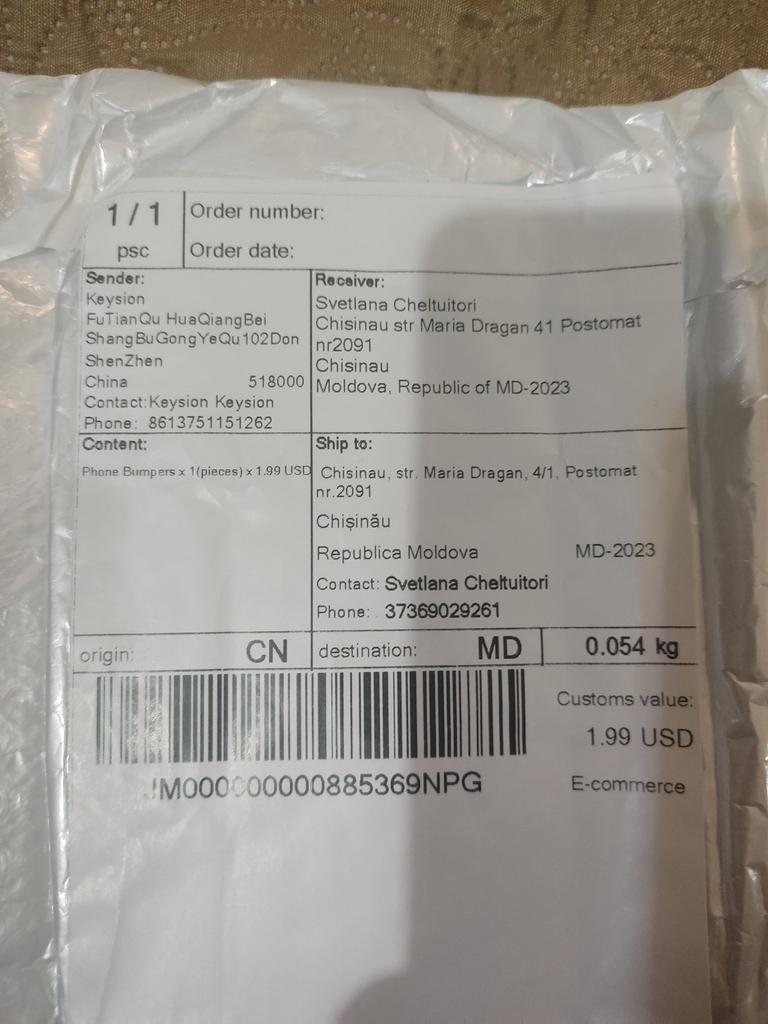 1 / 1
psc
Order number:
Order date:
Sender:
Keysion
FuTianQu HuaQiangBei
ShangBuGongYeQu102Don
ShenZhen
China 518000
Contact:Keysion Keysion
Phone: 8613751151262
Receiver:
Svetlana Cheltuitori
Chisinau str Maria Dragan 41 Postomat
nr2091
Chisinau
Moldova, Republic of MD-2023
Content:
Phone Bumpers x 1(pieces) x 1.99 USD
Ship to:
Chisinau, str. Maria Dragan, 4/1, Postomat
nr.2091
Chișinău
Republica Moldova MD-2023
Contact: Svetlana Cheltuitori
Phone: 37369029261
origin: CN
destination: MD
0.054 kg
Customs value:
1.99 USD
E-commerce
JM000000000885369NPG